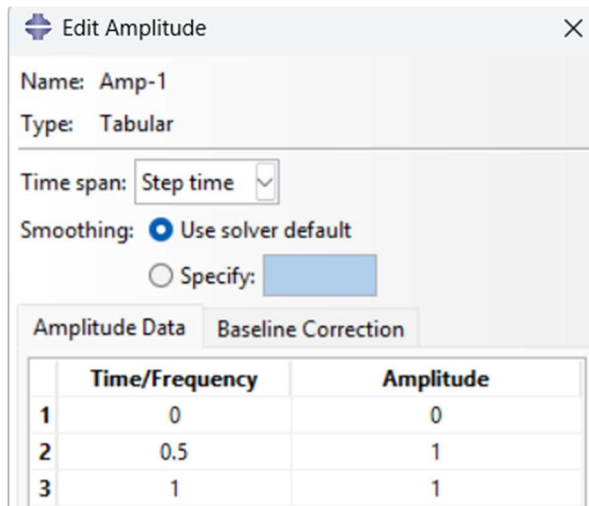 Edit Amplitude
Name: Amp-1
Type: Tabular
Time span: Step time
Smoothing: Use solver default
Specify:
Amplitude Data Baseline Correction
Time/Frequency Amplitude
1 0 0
2 0.5 1
3 1 1